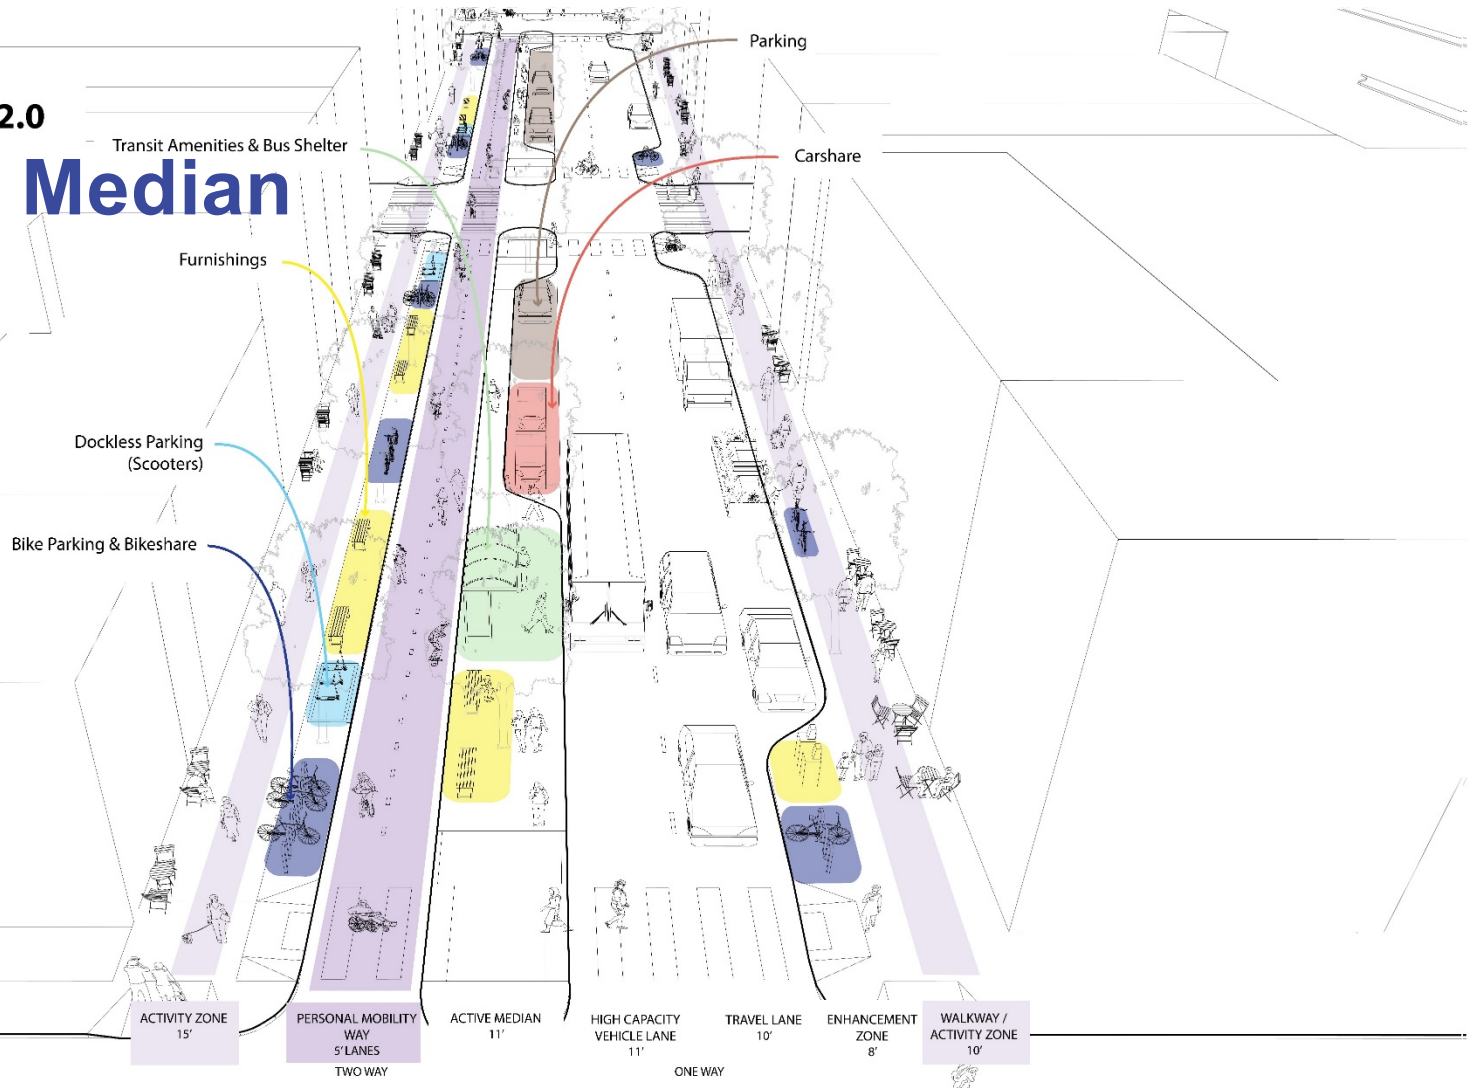 2.0
Median
Parking
Transit Amenities & Bus Shelter
Carshare
Furnishings
Dockless Parking
(Scooters)
Bike Parking & Bikeshare
ACTIVITY ZONE
15'
PERSONAL MOBILITY
WAY
5' LANES
TWO WAY
ACTIVE MEDIAN
11'
HIGH CAPACITY
VEHICLE LANE
11'
TRAVEL LANE
10'
ONE WAY
ENHANCEMENT
ZONE
8'
WALKWAY /
ACTIVITY ZONE
10'